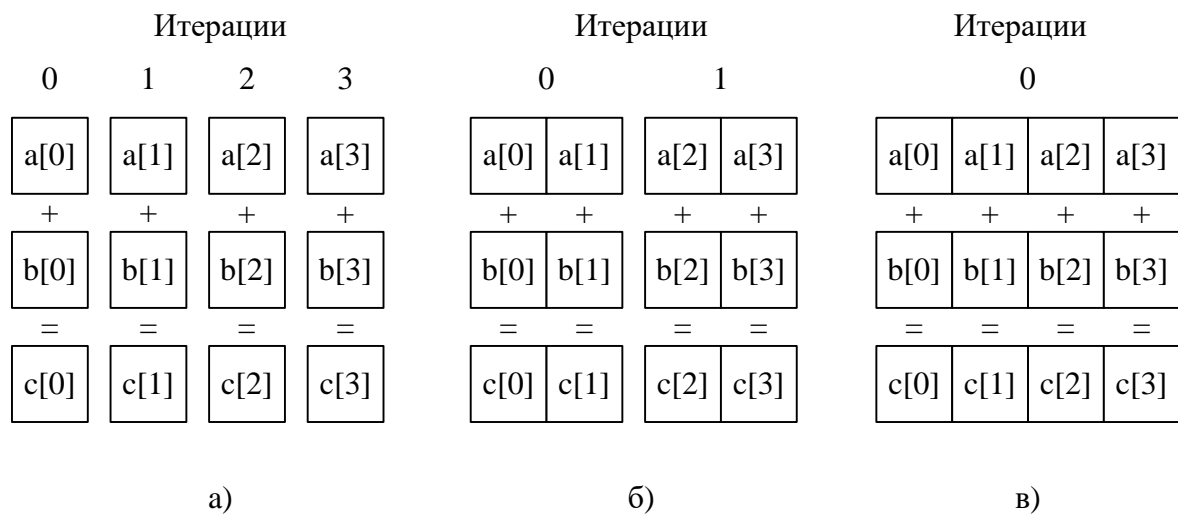 Итерации Итерации Итерации
0 1 2 3 0 1 0
a[0] a[1] a[2] a[3] a[0] a[1] a[2] a[3] a[0] a[1] a[2] a[3]
+ + + + + + + + + + + +
b[0] b[1] b[2] b[3] b[0] b[1] b[2] b[3] b[0] b[1] b[2] b[3]
= = = = = = = = = = = =
c[0] c[1] c[2] c[3] c[0] c[1] c[2] c[3] c[0] c[1] c[2] c[3]
а) б) в)